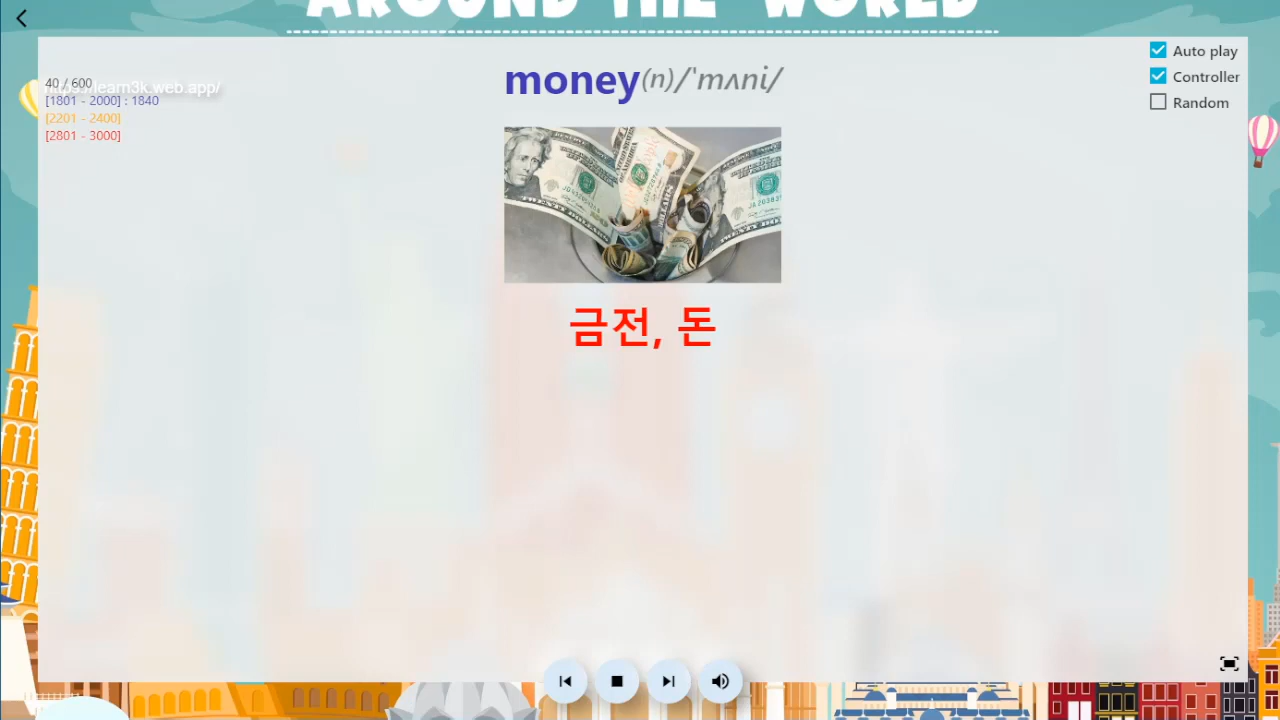 AROUND THE WORLD
Auto play
Controller
Random
40 / 600
https://learn3k.web.app/
[1801 - 2000] : 1840
[2201 - 2400]
[2801 - 3000]
money(n)/ˈmʌni/
금전, 돈